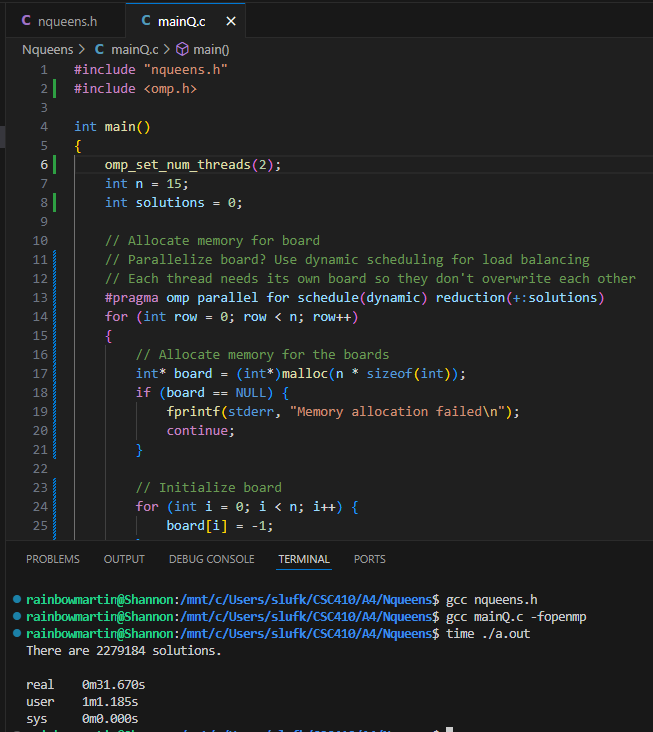 C nqueens.h C mainQ.c ×
Nqueens > C mainQ.c > main()
1 #include "nqueens.h"
2 #include <omp.h>
3
4 int main()
5 {
6 omp_set_num_threads(2);
7 int n = 15;
8 int solutions = 0;
9
10 // Allocate memory for board
11 // Parallelize board? Use dynamic scheduling for load balancing
12 // Each thread needs its own board so they don't overwrite each other
13 #pragma omp parallel for schedule(dynamic) reduction(+:solutions)
14 for (int row = 0; row < n; row++)
15 {
16 // Allocate memory for the boards
17 int* board = (int*)malloc(n * sizeof(int));
18 if (board == NULL) {
19 fprintf(stderr, "Memory allocation failed\n");
20 continue;
21 }
22
23 // Initialize board
24 for (int i = 0; i < n; i++) {
25 board[i] = -1;
PROBLEMS OUTPUT DEBUG CONSOLE TERMINAL PORTS
rainbowmartin@Shannon:/mnt/c/Users/slufk/CSC410/A4/Nqueens$ gcc nqueens.h
rainbowmartin@Shannon:/mnt/c/Users/slufk/CSC410/A4/Nqueens$ gcc mainQ.c -fopenmp
rainbowmartin@Shannon:/mnt/c/Users/slufk/CSC410/A4/Nqueens$ time ./a.out
There are 2279184 solutions.

real 0m31.670s
user 1m1.185s
sys 0m0.000s
rainbowmartin@Shannon:/mnt/c/Users/slufk/CSC410/A4/Nqueens$